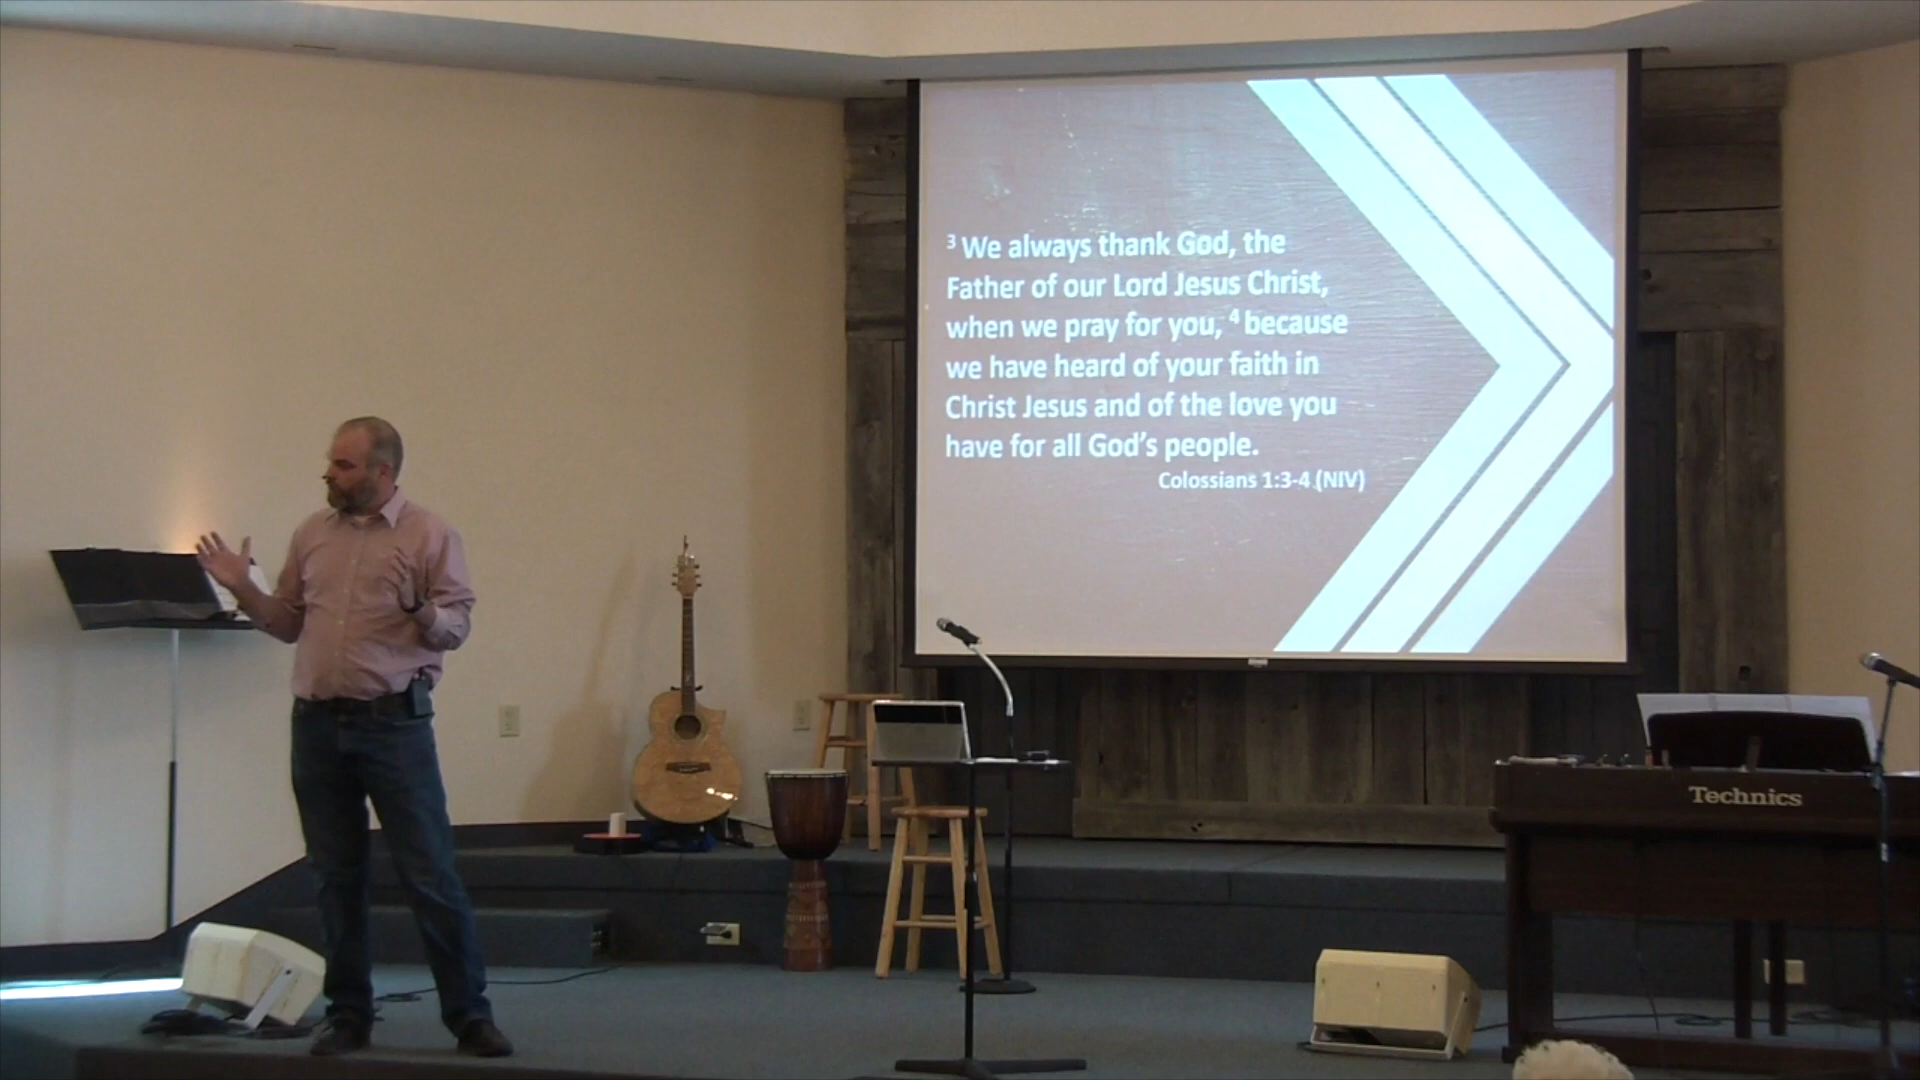 ³ We always thank God, the
Father of our Lord Jesus Christ,
when we pray for you, ⁴ because
we have heard of your faith in
Christ Jesus and of the love you
have for all God's people.
Colossians 1:3-4 (NIV)
Technics